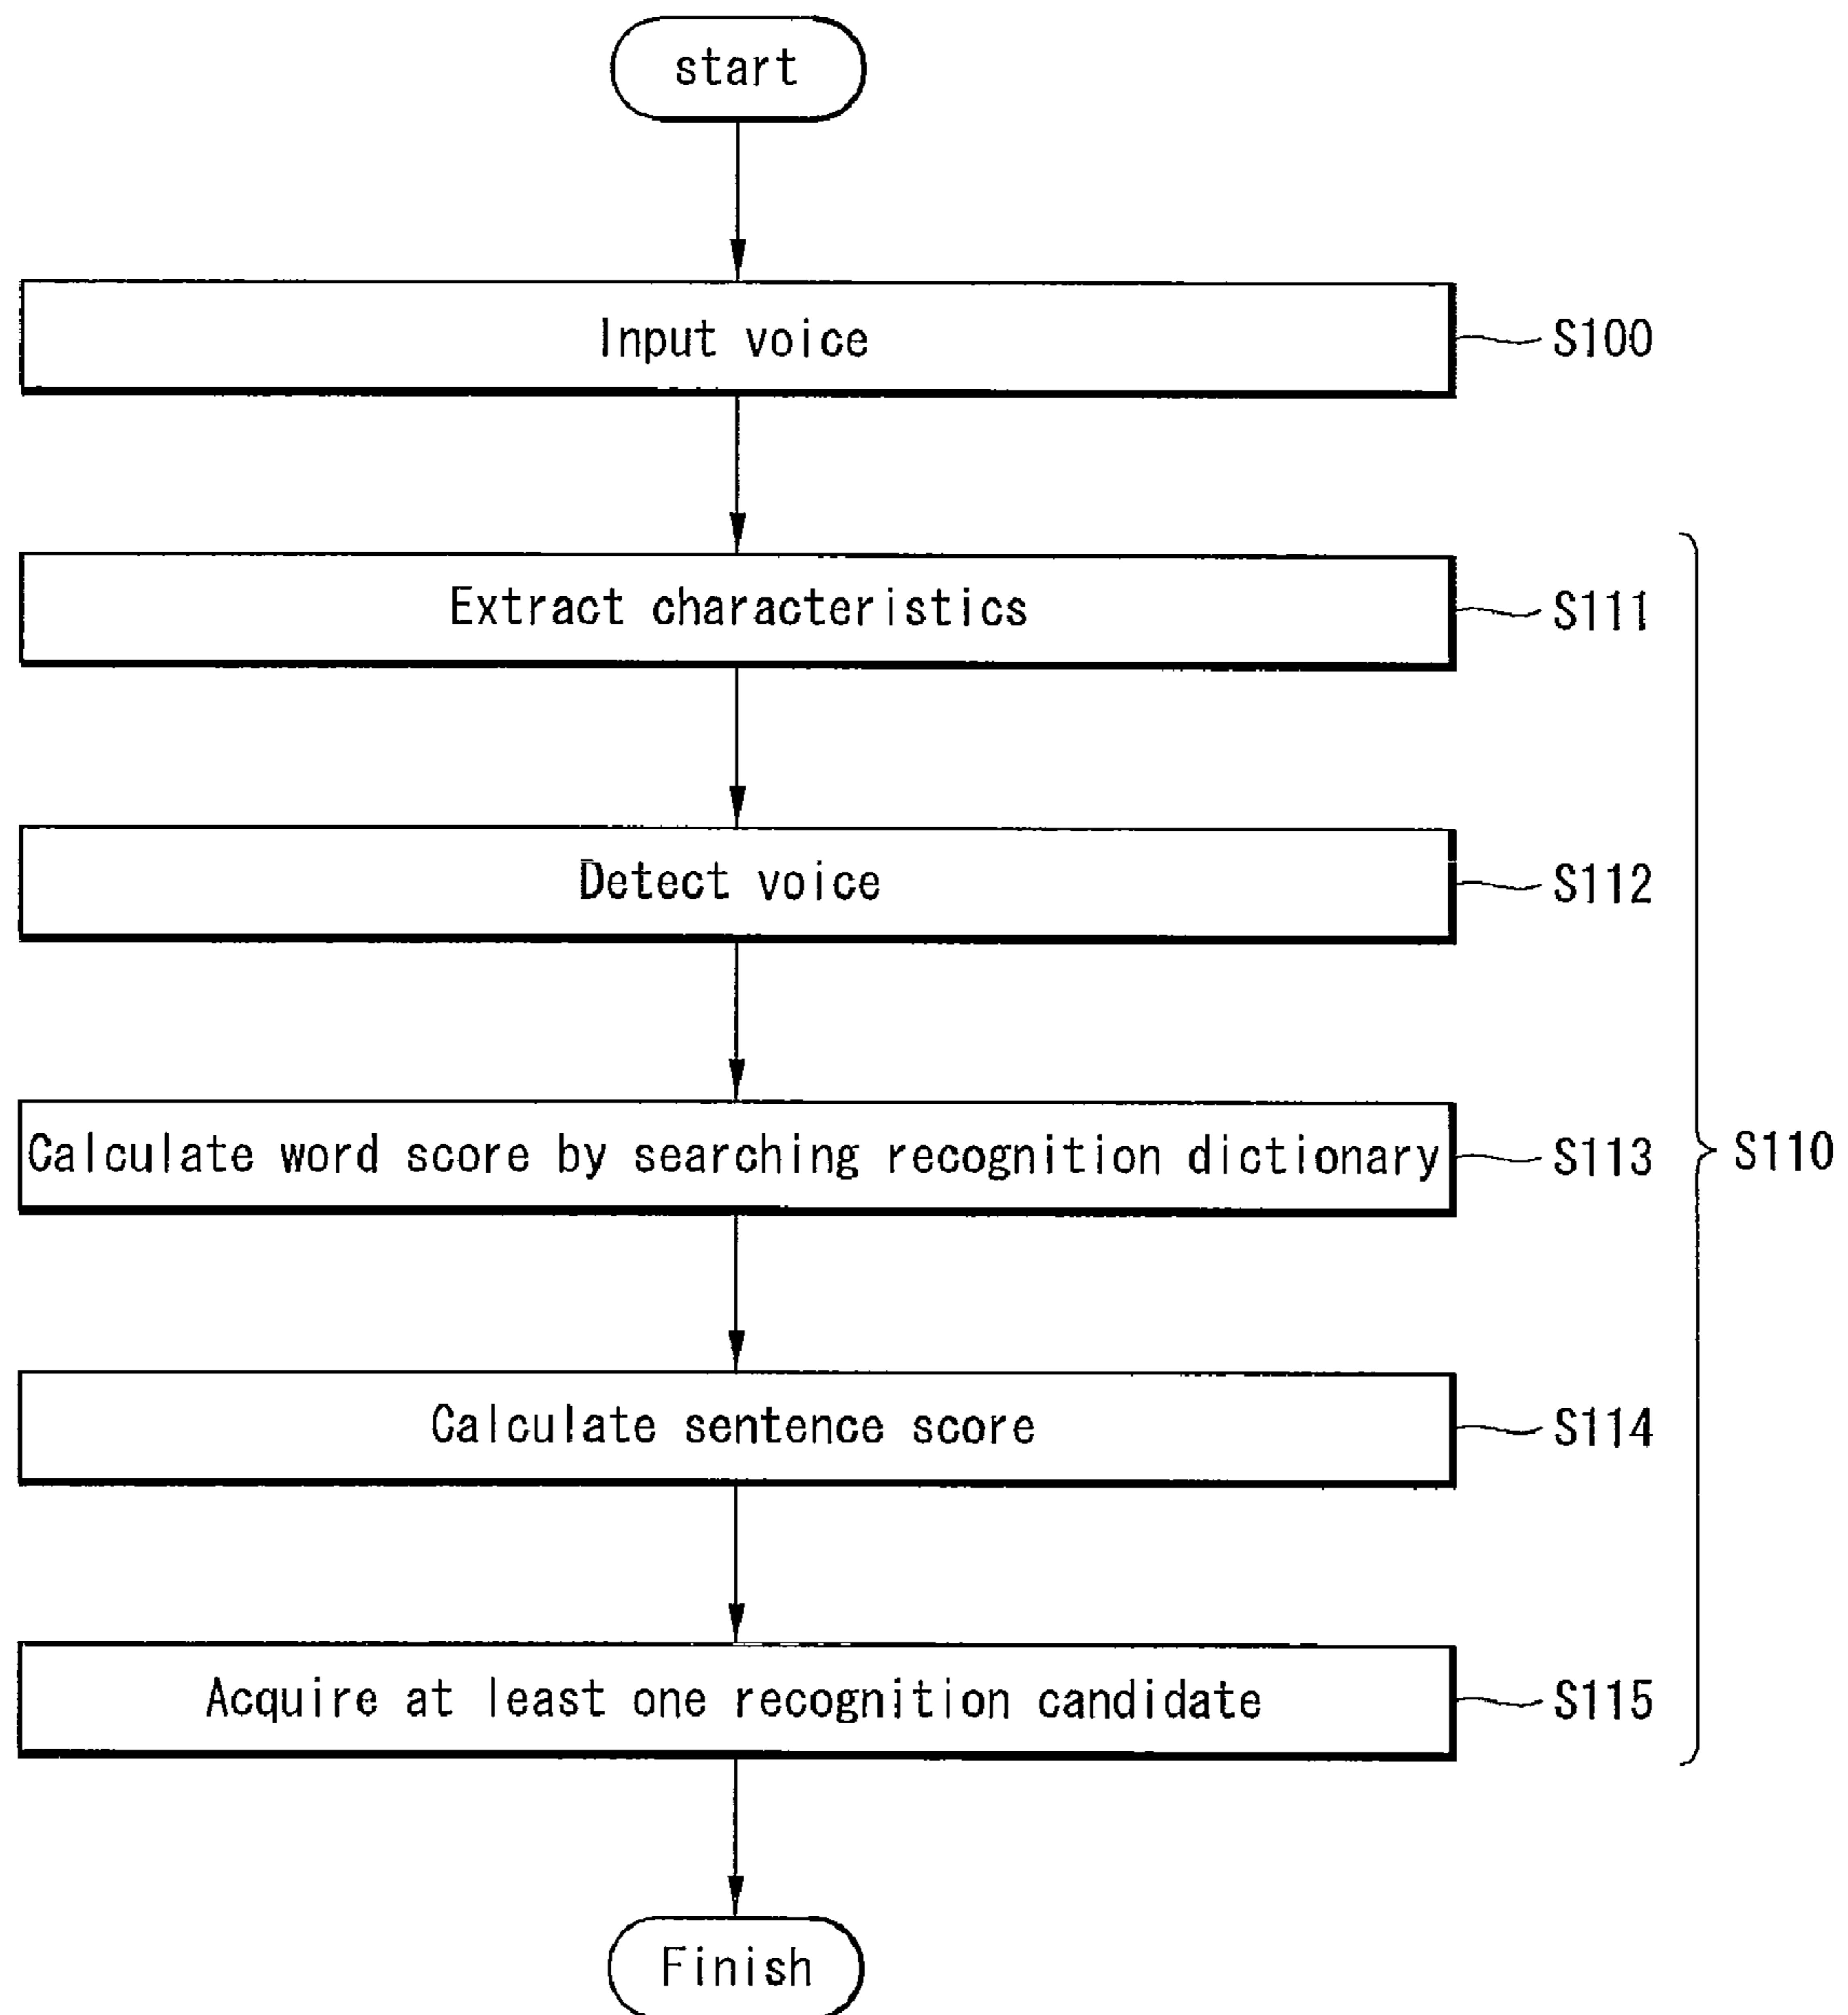 start
Input voice
S100
Extract characteristics
S111
Detect voice
S112
Calculate word score by searching recognition dictionary
S113
S110
Calculate sentence score
S114
Acquire at least one recognition candidate
S115
Finish